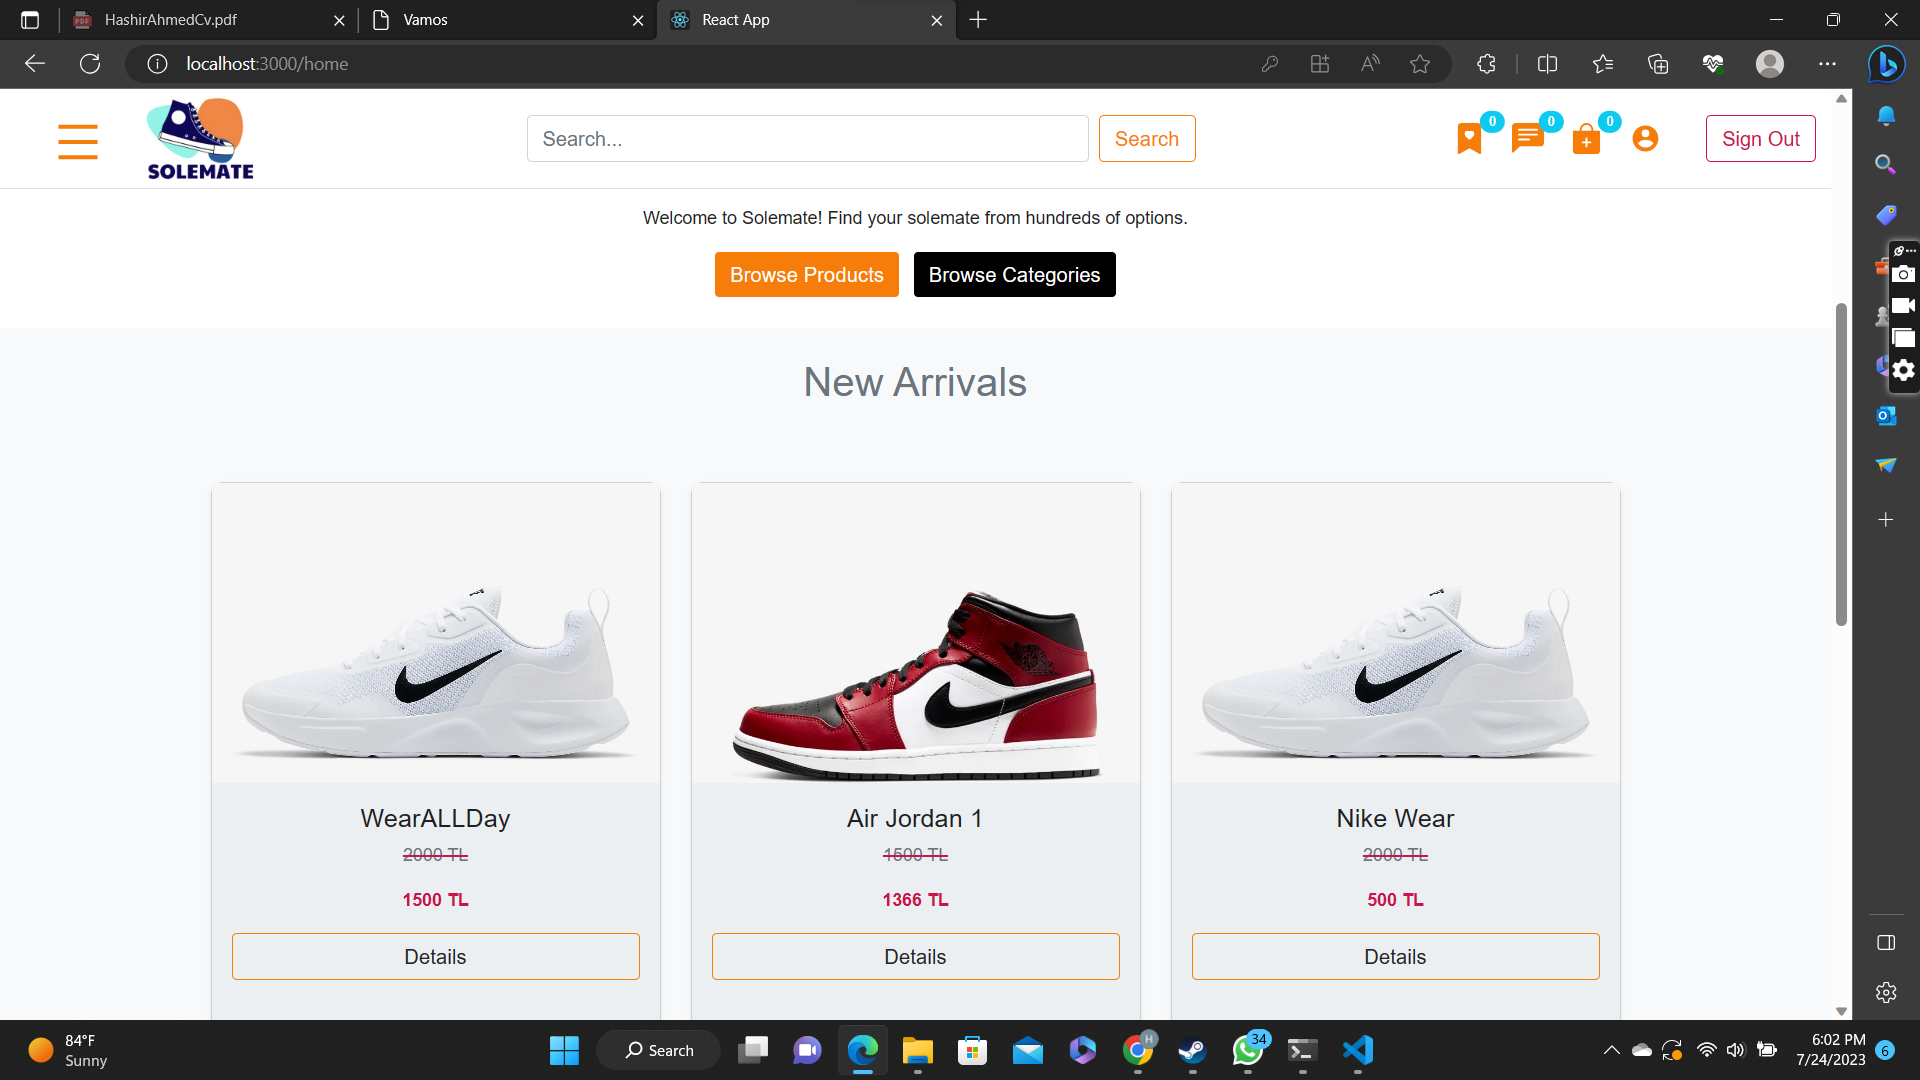 HashirAhmedCv.pdf
Vamos
React App
localhost:3000/home
SOLEMATE
Search...
Search
0
0
0
Sign Out
Welcome to Solemate! Find your solemate from hundreds of options.
Browse Products
Browse Categories
New Arrivals
WearALLDay
2000 TL
1500 TL
Details
Air Jordan 1
1500 TL
1366 TL
Details
Nike Wear
2000 TL
500 TL
Details
84°F
Sunny
Search
H
34
6:02 PM
7/24/2023
6